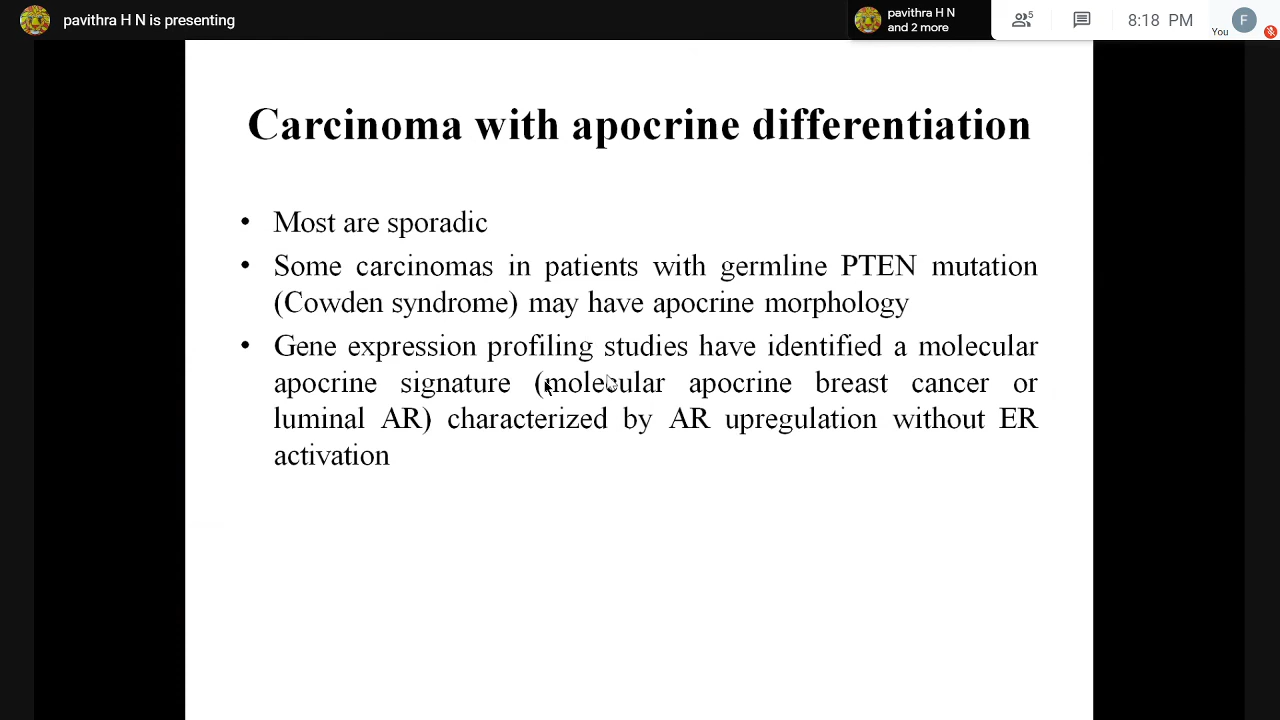 pavithra H N is presenting
pavithra H N
and 2 more
5
8:18 PM
You
F
Carcinoma with apocrine differentiation
• Most are sporadic
• Some carcinomas in patients with germline PTEN mutation
(Cowden syndrome) may have apocrine morphology
• Gene expression profiling studies have identified a molecular
apocrine signature (molecular apocrine breast cancer or
luminal AR) characterized by AR upregulation without ER
activation